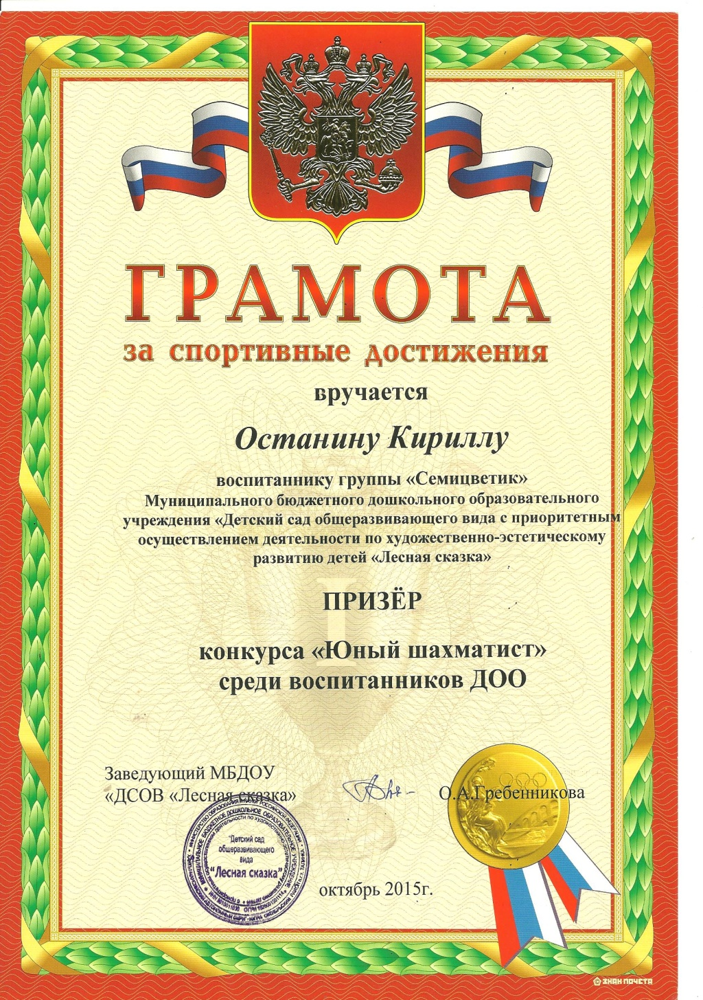 ГРАМОТА
за спортивные достижения
вручается
Останину Кириллу
воспитаннику группы «Семицветик»
Муниципального бюджетного дошкольного образовательного
учреждения «Детский сад общеразвивающего вида с приоритетным
осуществлением деятельности по художественно-эстетическому
развитию детей «Лесная сказка»
ПРИЗЁР
конкурса «Юный шахматист»
среди воспитанников ДОО
Заведующий МБДОУ
«ДСОВ «Лесная сказка»
О.А.Гребенникова
"Детский сад
общеразвивающего
вида
"Лесная сказка"
октябрь 2015г.
ЗНАК ПОЧЕТА